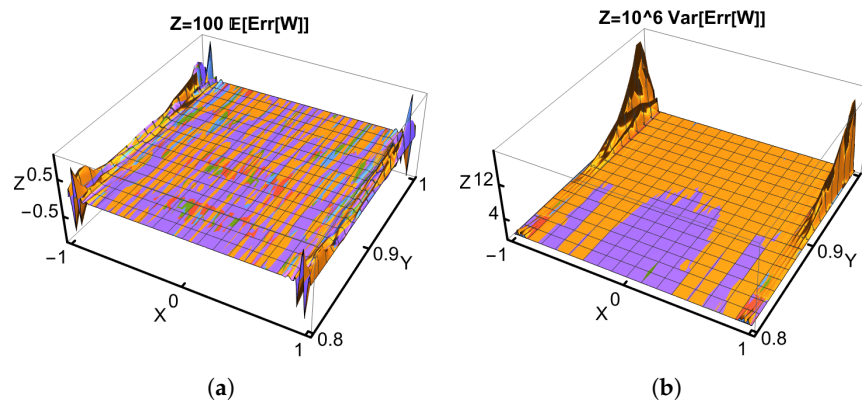 Z=100 𝔼[Err[W]]
Z 0.5
−0.5
−1
X 0
1
0.8
0.9 Y
1
(a)
Z=10^6 Var[Err[W]]
Z 12
4
−1
X 0
1
0.8
0.9 Y
(b)